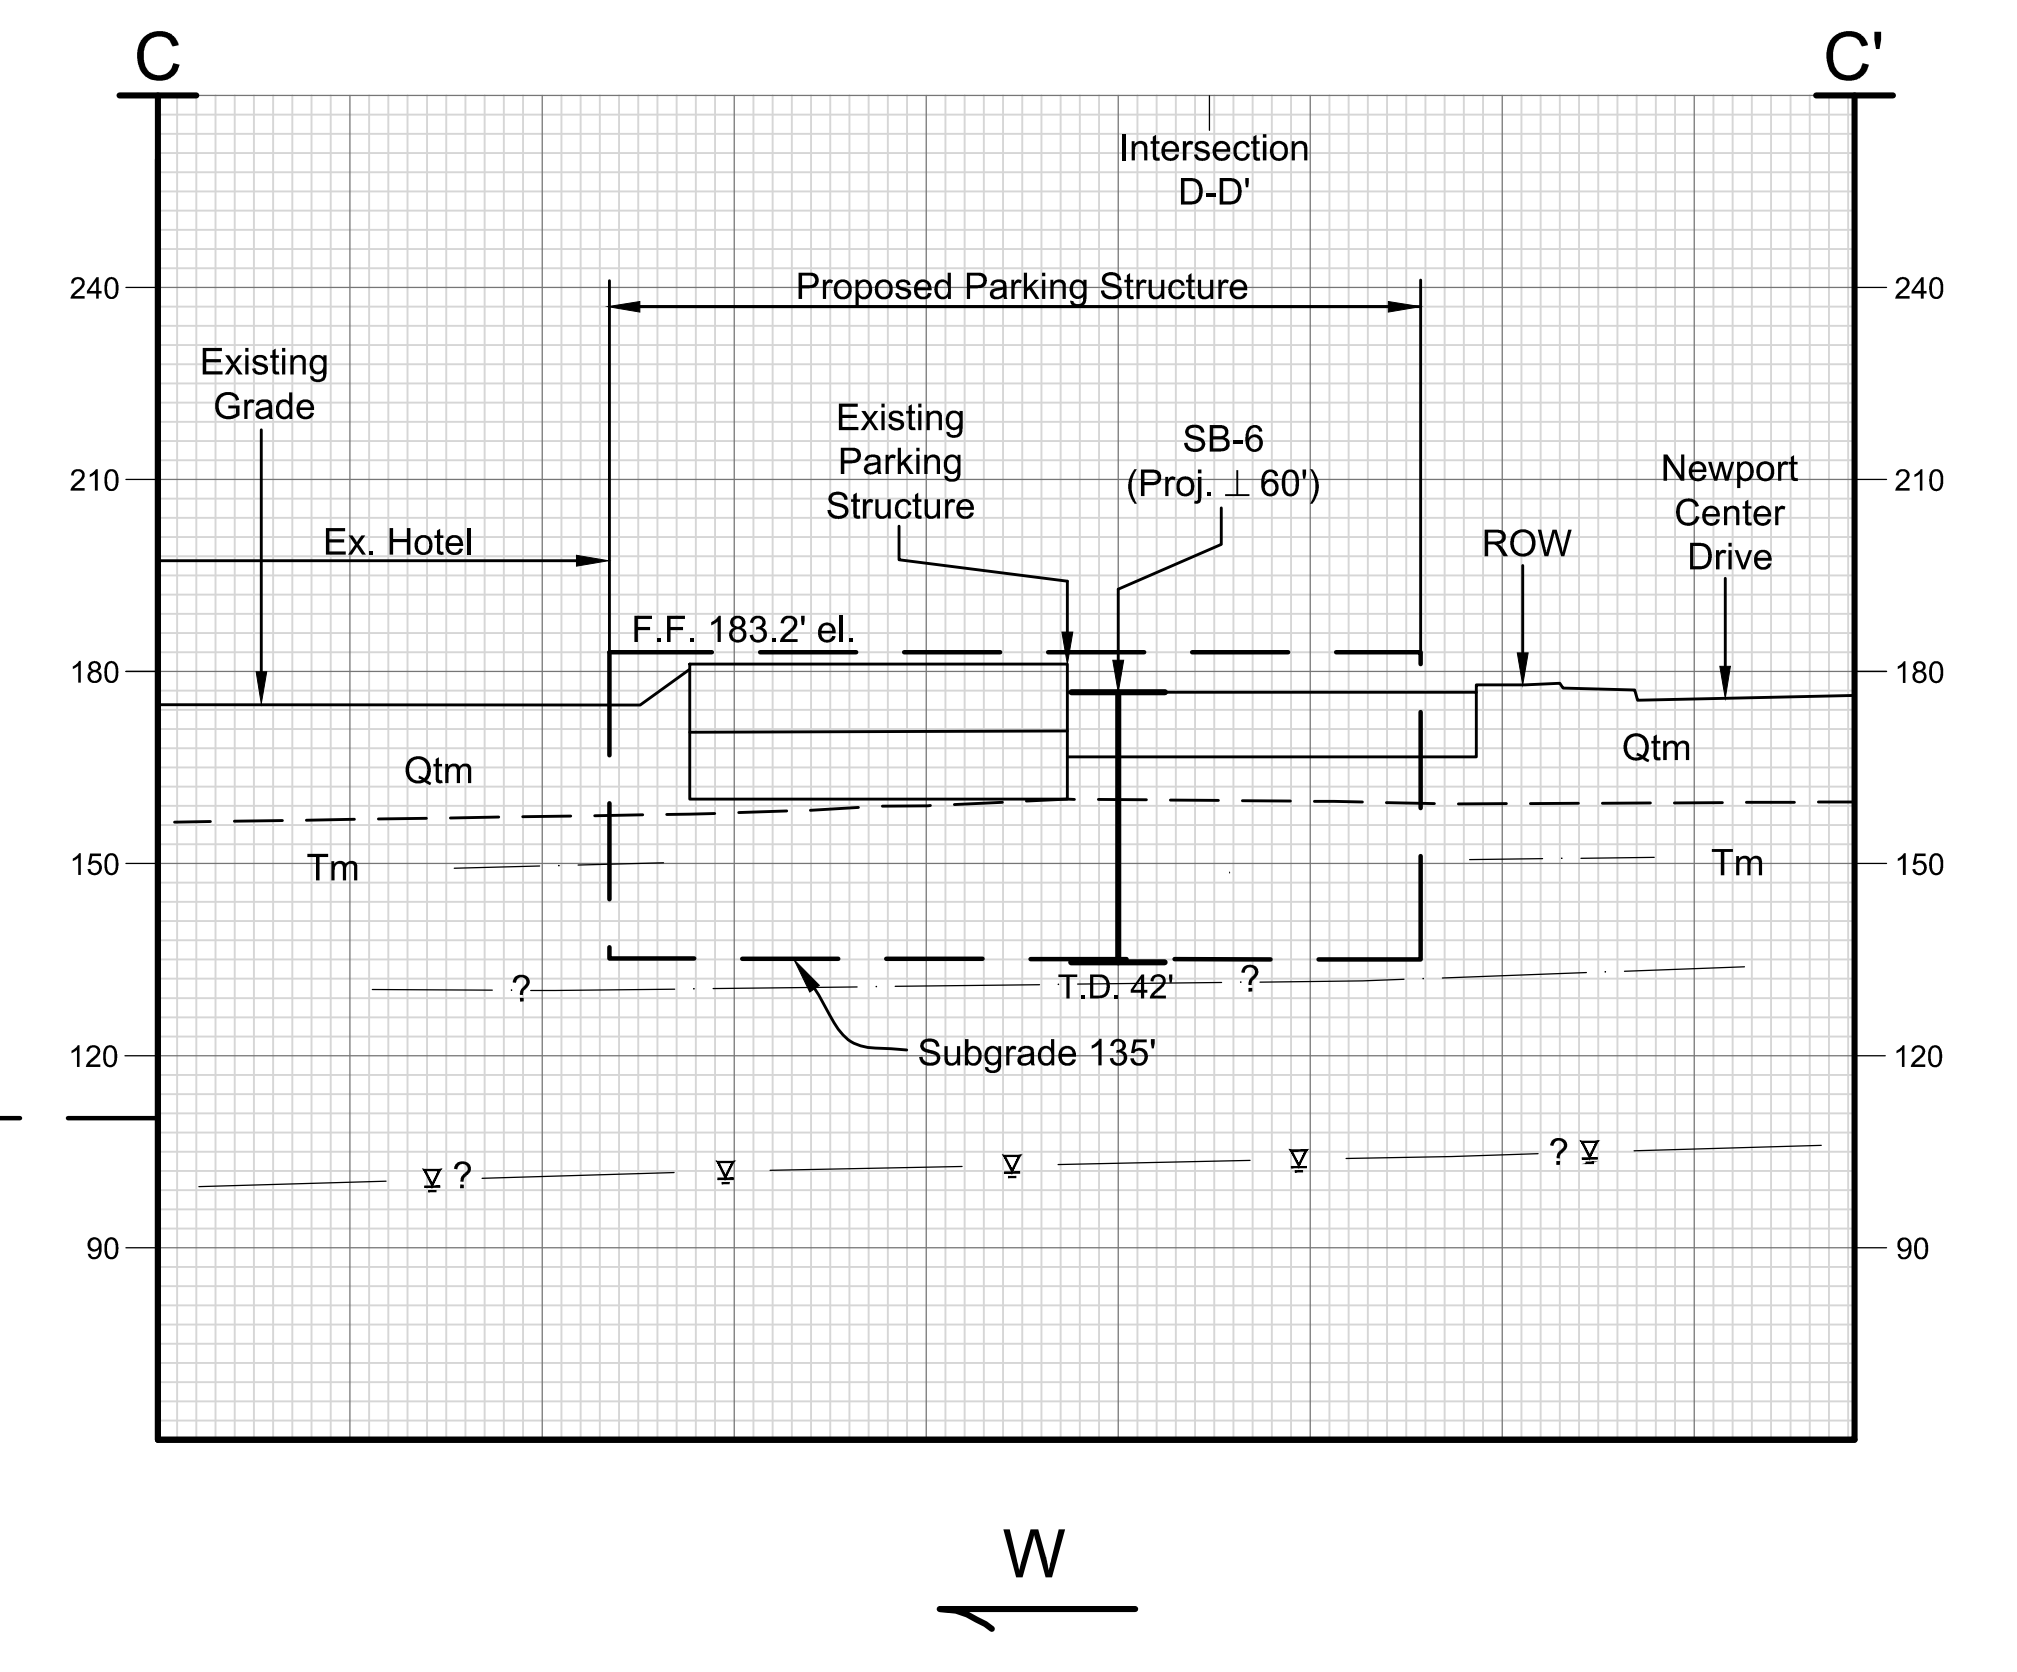 C
C'
Intersection
D-D'
240
Proposed Parking Structure
240
Existing
Grade
Existing
Parking
Structure
SB-6
(Proj. ⊥ 60')
Newport
Center
Drive
210
210
Ex. Hotel
ROW
F.F. 183.2' el.
180
180
Qtm
Qtm
150
Tm
Tm
150
?
T.D. 42'
?
120
Subgrade 135'
120
?
?
90
90
W